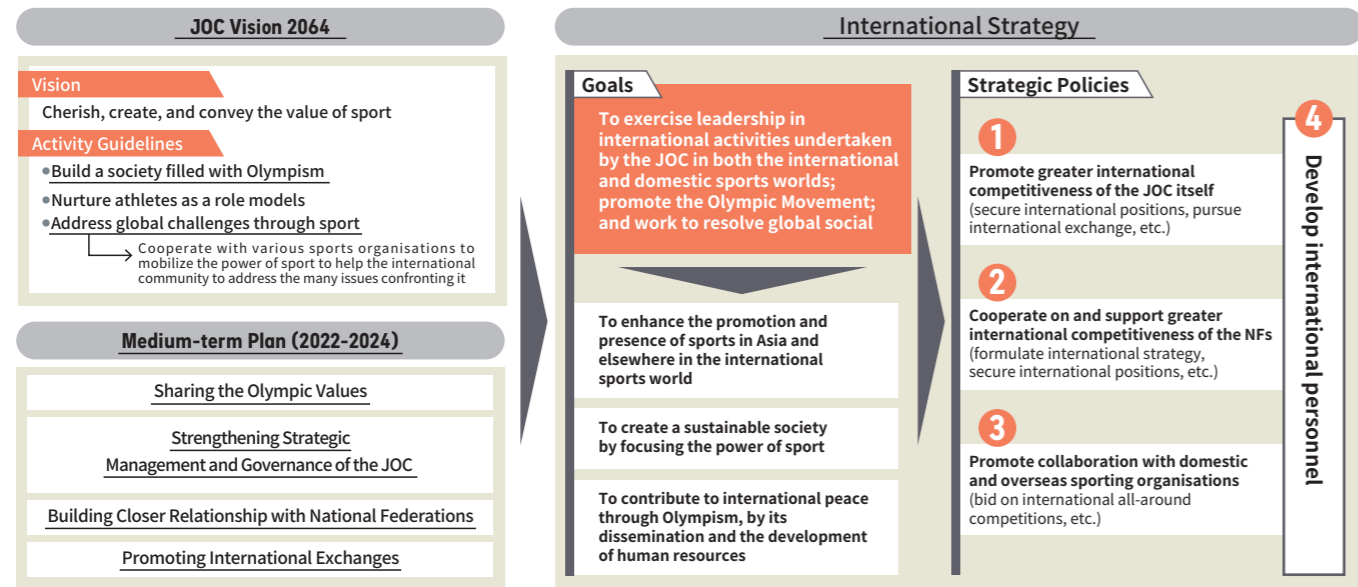 JOC Vision 2064
Vision
Cherish, create, and convey the value of sport
Activity Guidelines
•Build a society filled with Olympism
•Nurture athletes as a role models
•Address global challenges through sport
Cooperate with various sports organisations to
mobilize the power of sport to help the international
community to address the many issues confronting it
Medium-term Plan (2022-2024)
Sharing the Olympic Values
Strengthening Strategic
Management and Governance of the JOC
Building Closer Relationship with National Federations
Promoting International Exchanges
International Strategy
Goals
To exercise leadership in
international activities undertaken
by the JOC in both the international
and domestic sports worlds;
promote the Olympic Movement;
and work to resolve global social
To enhance the promotion and
presence of sports in Asia and
elsewhere in the international
sports world
To create a sustainable society
by focusing the power of sport
To contribute to international peace
through Olympism, by its
dissemination and the development
of human resources
Strategic Policies
1
Promote greater international
competitiveness of the JOC itself
(secure international positions, pursue
international exchange, etc.)
2
Cooperate on and support greater
international competitiveness of the NFs
(formulate international strategy,
secure international positions, etc.)
3
Promote collaboration with domestic
and overseas sporting organisations
(bid on international all-around
competitions, etc.)
4
Develop international personnel